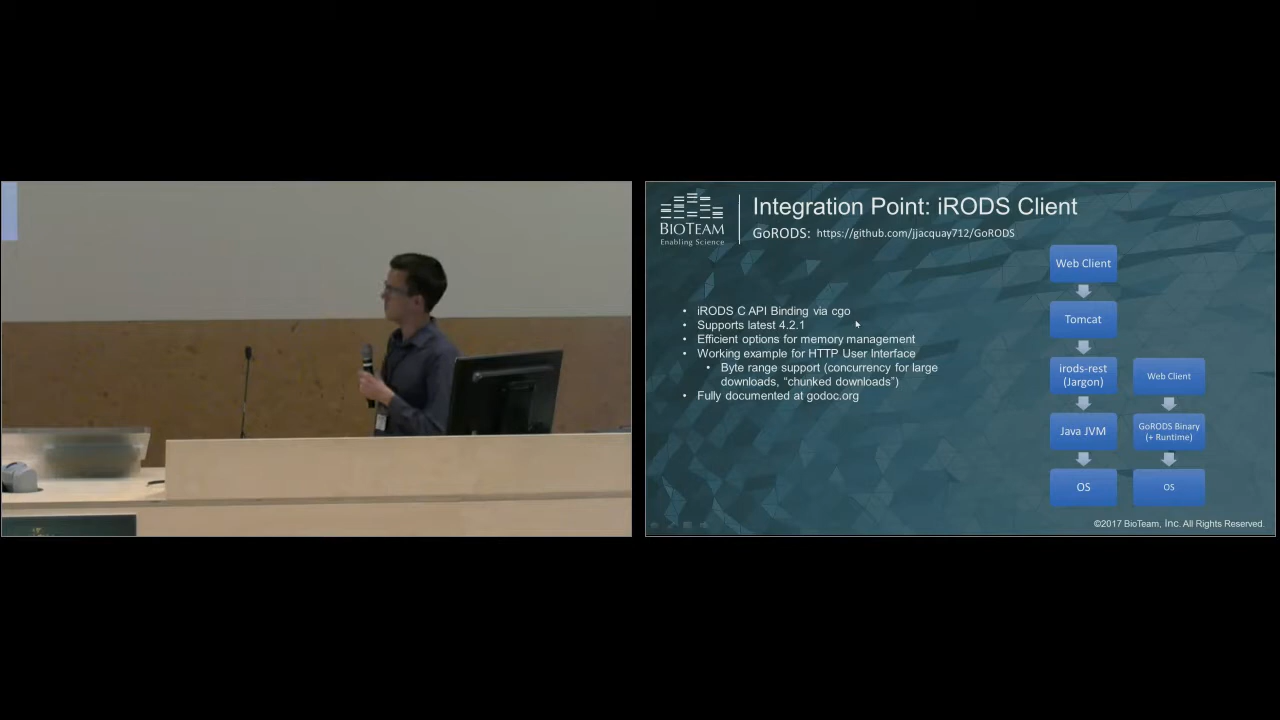 BIOTEAM
Enabling Science
Integration Point: iRODS Client
GoRODS: https://github.com/jjacquay712/GoRODS
• iRODS C API Binding via cgo
• Supports latest 4.2.1
• Efficient options for memory management
• Working example for HTTP User Interface
• Byte range support (concurrency for large
downloads, “chunked downloads”)
• Fully documented at godoc.org
Web Client
Tomcat
irods-rest
(Jargon)
Java JVM
OS
Web Client
GoRODS Binary
(+ Runtime)
OS
©2017 BioTeam, Inc. All Rights Reserved.